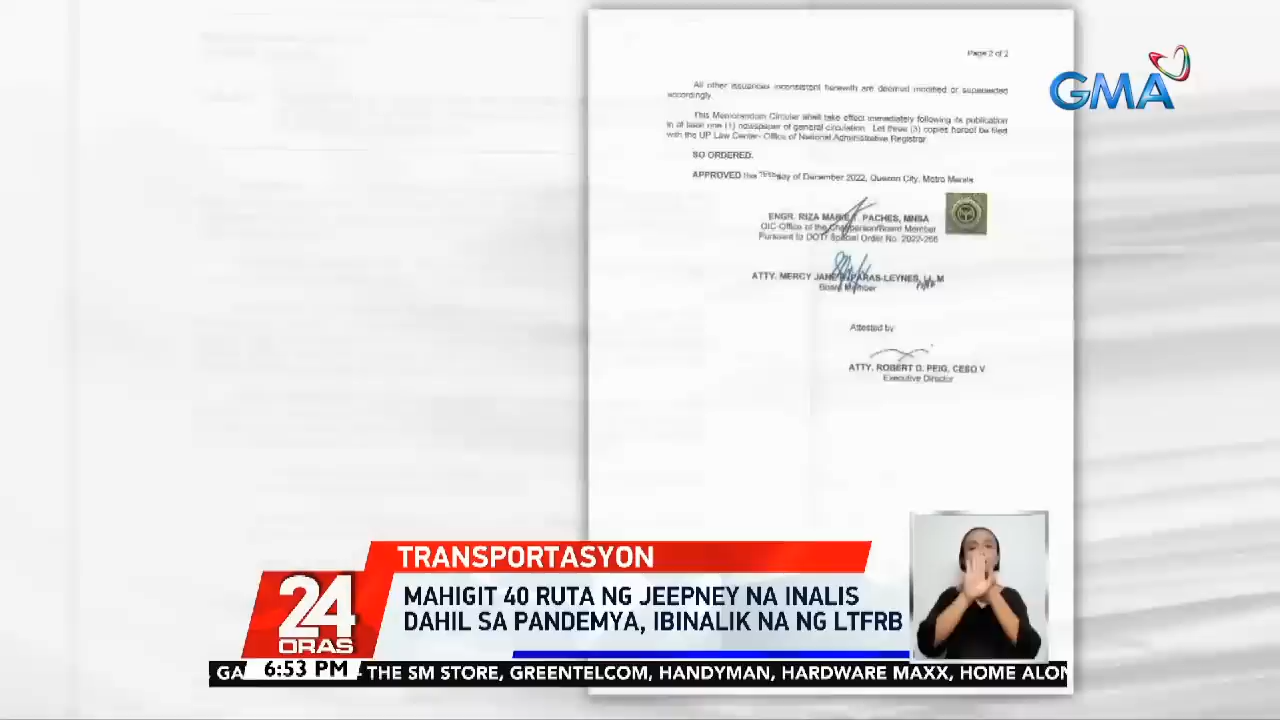 Page 2 of 2
All other issuances inconsistent herewith are deemed modified or superseded
accordingly.
This Memorandum Circular shall take effect immediately following its publication
in at least one (1) newspaper of general circulation. Let three (3) copies hereof be filed
with the UP Law Center- Office of National Administrative Registrar.
SO ORDERED.
APPROVED this day of December 2022, Quezon City, Metro Manila
ENGR. RIZA MARIE T. PACHES, MNSA
OIC-Office of the Chairperson/Board Member
Pursuant to DOTr Special Order No. 2022-266
ATTY. MERCY JANE PARAS-LEYNES, LL.M
Board Member
Attested by
ATTY. ROBERT D. PEIG, CESO V
Executive Director
GMA
TRANSPORTASYON
24
ORAS
MAHIGIT 40 RUTA NG JEEPNEY NA INALIS
DAHIL SA PANDEMYA, IBINALIK NA NG LTFRB
GA 6:53 PM - THE SM STORE, GREENTELCOM, HANDYMAN, HARDWARE MAXX, HOME ALON